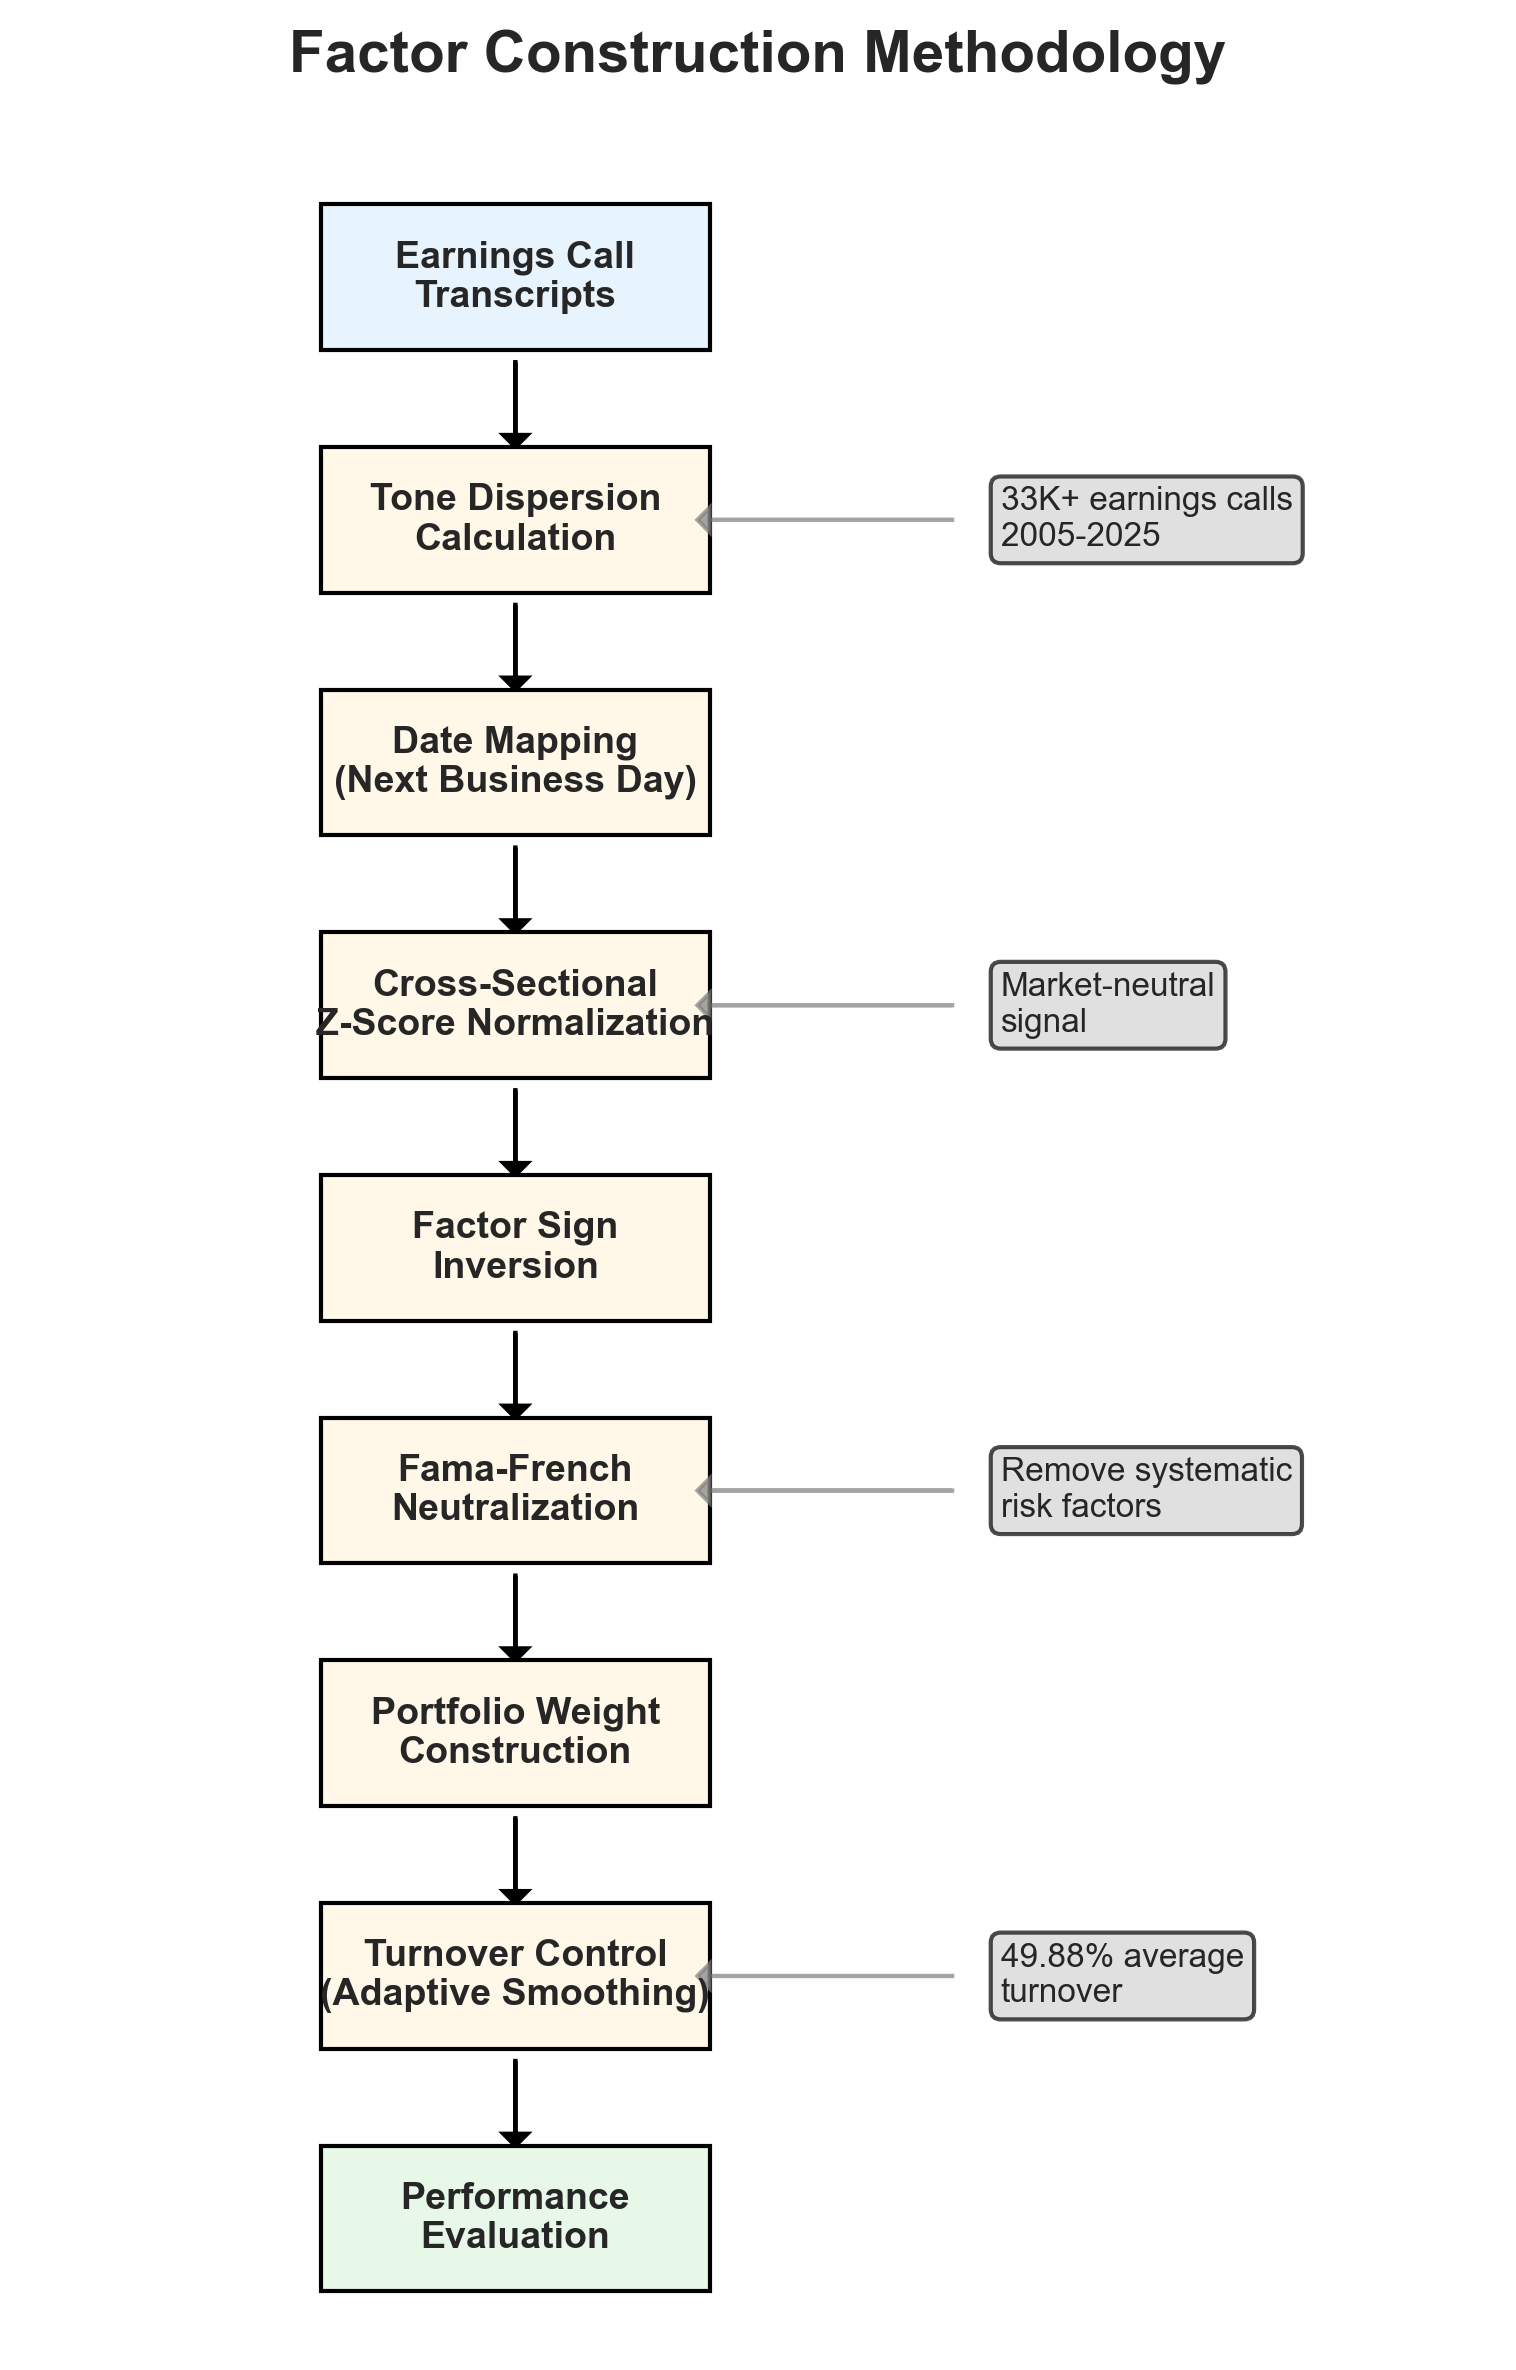 Factor Construction Methodology
Earnings Call
Transcripts
Tone Dispersion
Calculation
33K+ earnings calls
2005-2025
Date Mapping
(Next Business Day)
Cross-Sectional
Z-Score Normalization
Market-neutral
signal
Factor Sign
Inversion
Fama-French
Neutralization
Remove systematic
risk factors
Portfolio Weight
Construction
Turnover Control
(Adaptive Smoothing)
49.88% average
turnover
Performance
Evaluation